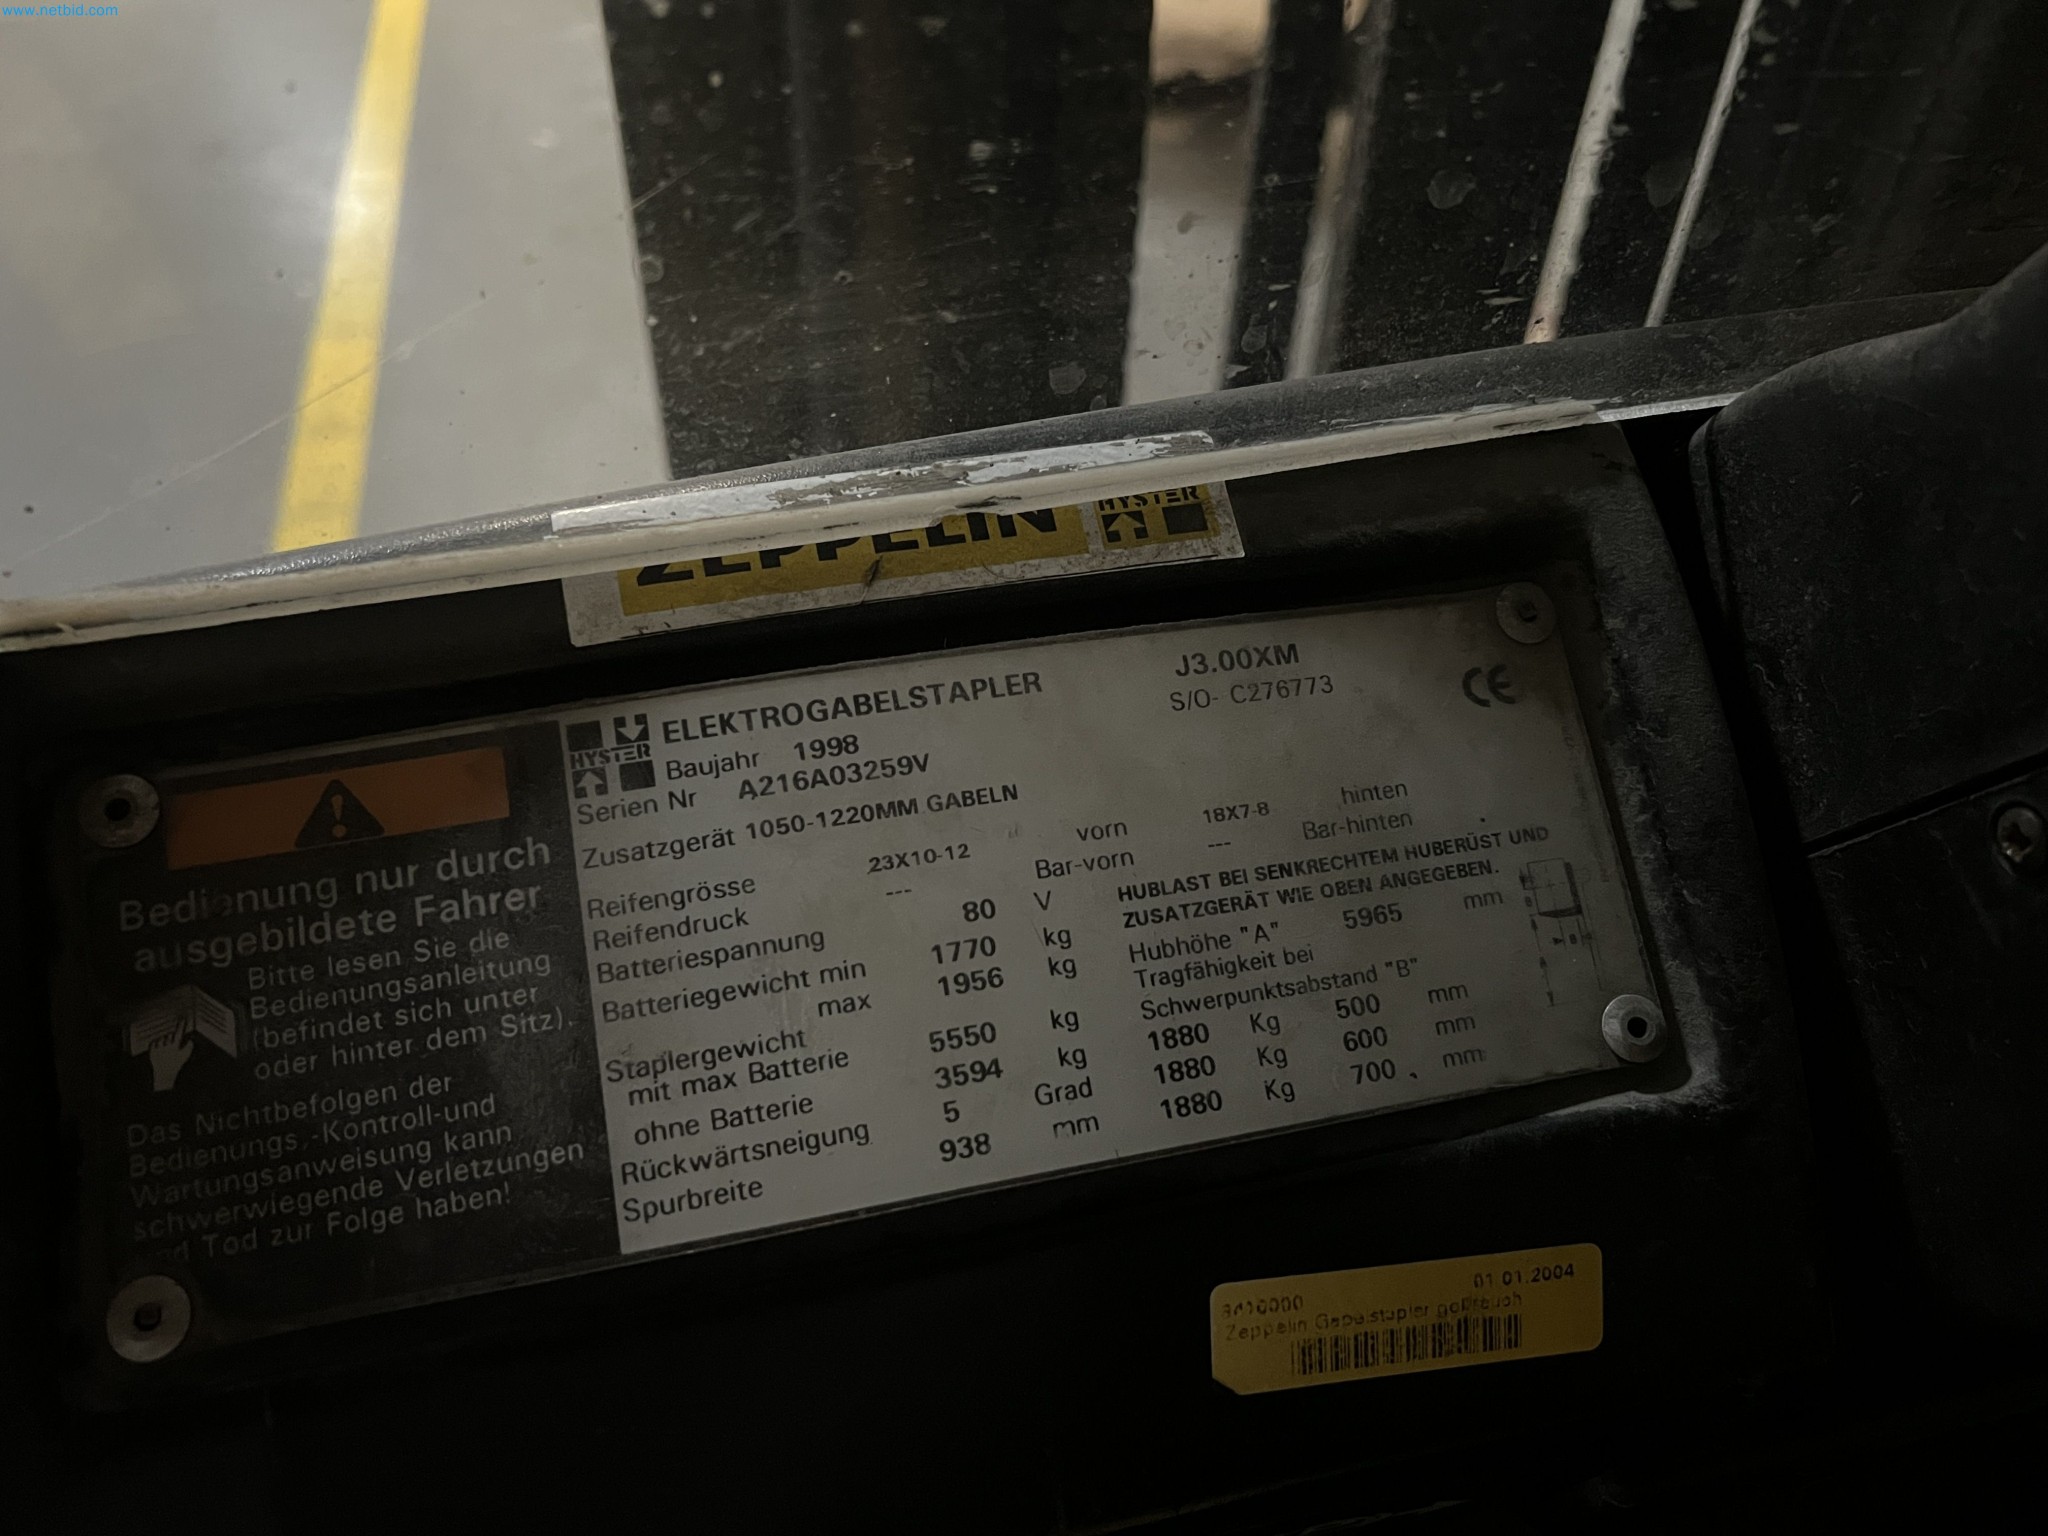 www.netbid.com
ZEPPELIN HYSTER
ELEKTROGABELSTAPLER J3.00XM
HYSTER Baujahr 1998 S/O- C276773 CE
Serien Nr A216A03259V
Zusatzgerät 1050-1220MM GABELN
Reifengrösse 23X10-12 vorn 18X7-8 hinten
Reifendruck --- Bar-vorn --- Bar-hinten
Batteriespannung 80 V
Batteriegewicht min 1770 kg
max 1956 kg
Staplergewicht
mit max Batterie 5550 kg
ohne Batterie 3594 kg
Rückwärtsneigung 5 Grad
Spurbreite 938 mm
HUBLAST BEI SENKRECHTEM HUBERÜST UND
ZUSATZGERÄT WIE OBEN ANGEGEBEN.
Hubhöhe "A" 5965 mm
Tragfähigkeit bei
Schwerpunktsabstand "B"
1880 Kg 500 mm
1880 Kg 600 mm
1880 Kg 700 mm
Bedienung nur durch
ausgebildete Fahrer
Bitte lesen Sie die
Bedienungsanleitung
(befindet sich unter
oder hinter dem Sitz).
Das Nichtbefolgen der
Bedienungs,-Kontroll-und
Wartungsanweisung kann
schwerwiegende Verletzungen
und Tod zur Folge haben!
01.01.2004
Zeppelin Gabelstapler gebrauch